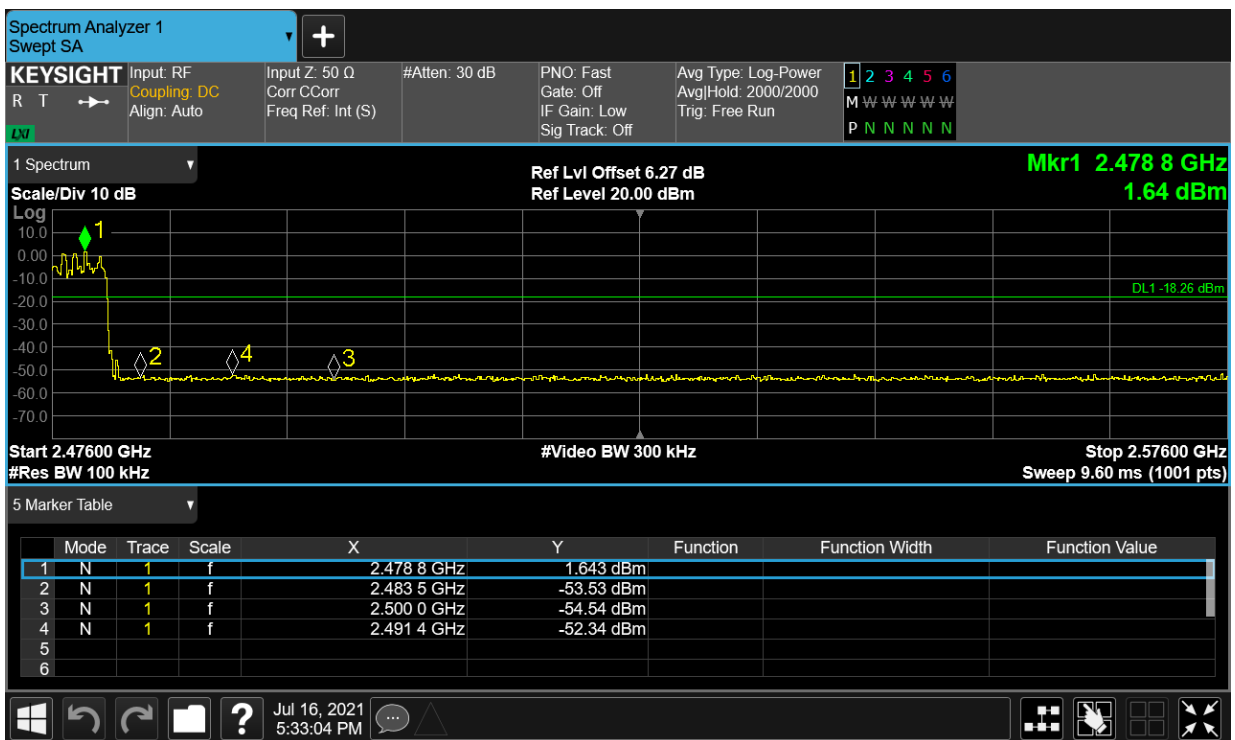 Spectrum Analyzer 1
Swept SA
KEYSIGHT
R T
LXI
Input: RF
Coupling: DC
Align: Auto
Input Z: 50 Ω
Corr CCorr
Freq Ref: Int (S)
#Atten: 30 dB
PNO: Fast
Gate: Off
IF Gain: Low
Sig Track: Off
Avg Type: Log-Power
Avg|Hold: 2000/2000
Trig: Free Run
1 2 3 4 5 6
M W W W W W
P N N N N N
1 Spectrum
Scale/Div 10 dB
Ref Lvl Offset 6.27 dB
Ref Level 20.00 dBm
Mkr1 2.478 8 GHz
1.64 dBm
Log
10.0
0.00
-10.0
-20.0
-30.0
-40.0
-50.0
-60.0
-70.0
1
DL1 -18.26 dBm
2
4
3
Start 2.47600 GHz
#Video BW 300 kHz
Stop 2.57600 GHz
#Res BW 100 kHz
Sweep 9.60 ms (1001 pts)
5 Marker Table
Mode Trace Scale X Y Function Function Width Function Value
1 N 1 f 2.478 8 GHz 1.643 dBm
2 N 1 f 2.483 5 GHz -53.53 dBm
3 N 1 f 2.500 0 GHz -54.54 dBm
4 N 1 f 2.491 4 GHz -52.34 dBm
5
6
?
Jul 16, 2021
5:33:04 PM